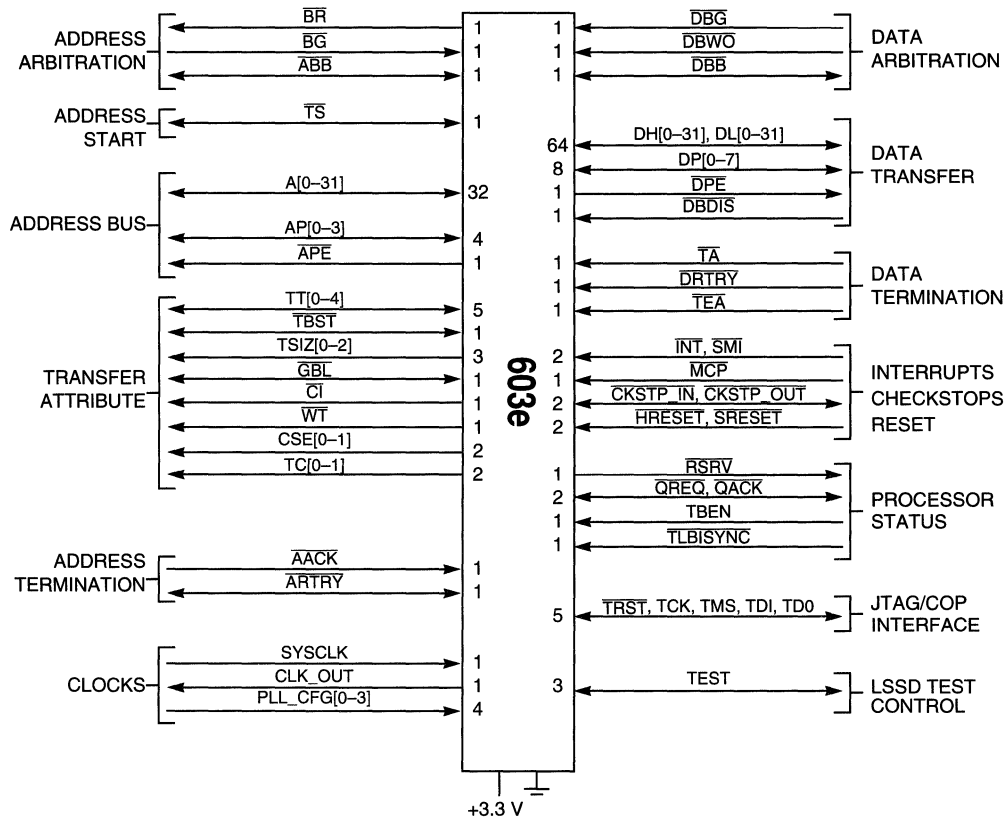 ADDRESS
ARBITRATION
BR 1
BG 1
ABB 1
ADDRESS
START
TS 1
ADDRESS BUS
A[0–31] 32
AP[0–3] 4
APE 1
TRANSFER
ATTRIBUTE
TT[0–4] 5
TBST 1
TSIZ[0–2] 3
GBL 1
CI 1
WT 1
CSE[0–1] 2
TC[0–1] 2
ADDRESS
TERMINATION
AACK 1
ARTRY 1
CLOCKS
SYSCLK 1
CLK_OUT 1
PLL_CFG[0–3] 4
603e
+3.3 V
1 DBG
1 DBWO
1 DBB
DATA
ARBITRATION
64 DH[0–31], DL[0–31]
8 DP[0–7]
1 DPE
1 DBDIS
DATA
TRANSFER
1 TA
1 DRTRY
1 TEA
DATA
TERMINATION
2 INT, SMI
1 MCP
2 CKSTP_IN, CKSTP_OUT
2 HRESET, SRESET
INTERRUPTS
CHECKSTOPS
RESET
1 RSRV
2 QREQ, QACK
1 TBEN
1 TLBISYNC
PROCESSOR
STATUS
5 TRST, TCK, TMS, TDI, TD0
JTAG/COP
INTERFACE
3 TEST
LSSD TEST
CONTROL